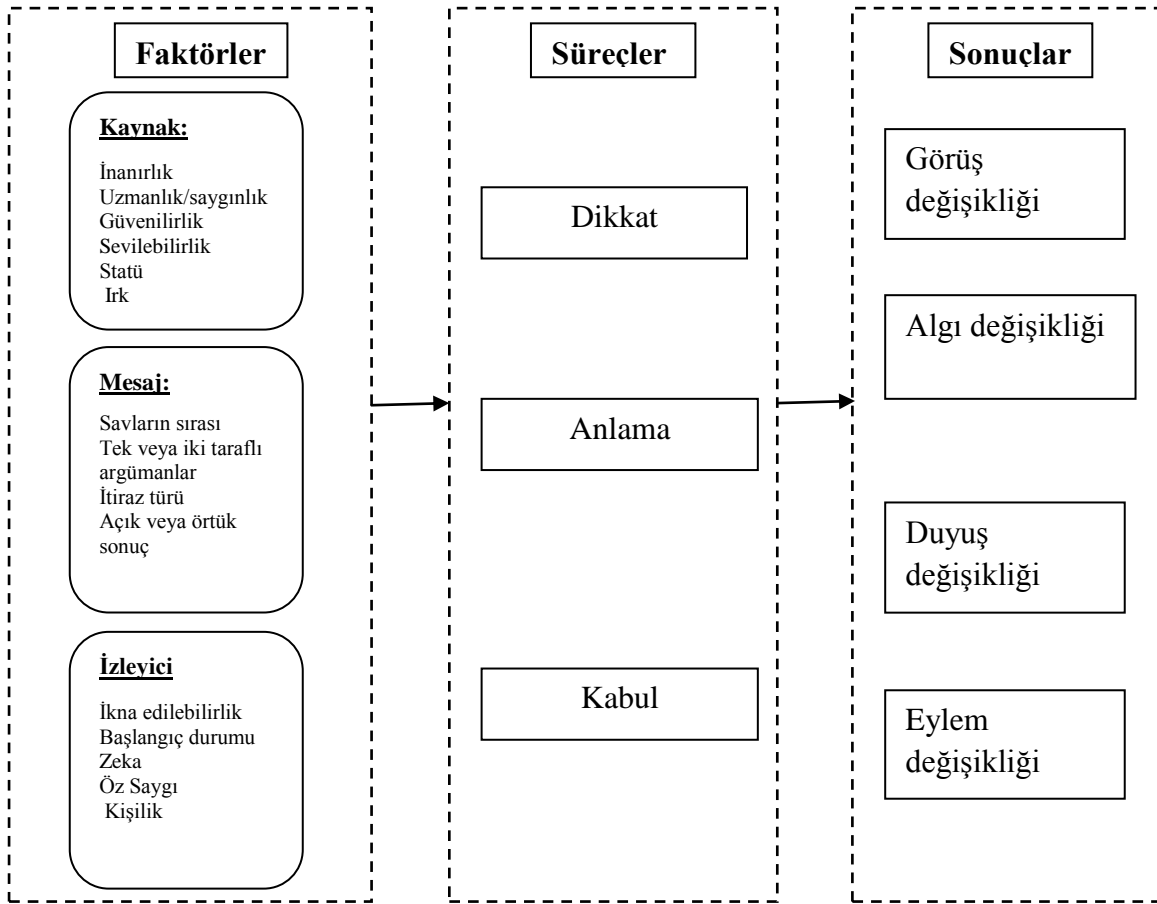 Faktörler
Kaynak:
İnanırlık
Uzmanlık/saygınlık
Güvenilirlik
Sevilebilirlik
Statü
Irk
Mesaj:
Savların sırası
Tek veya iki taraflı
argümanlar
İtiraz türü
Açık veya örtük
sonuç
İzleyici
İkna edilebilirlik
Başlangıç durumu
Zeka
Öz Saygı
Kişilik
Süreçler
Dikkat
Anlama
Kabul
Sonuçlar
Görüş
değişikliği
Algı değişikliği
Duyuş
değişikliği
Eylem
değişikliği